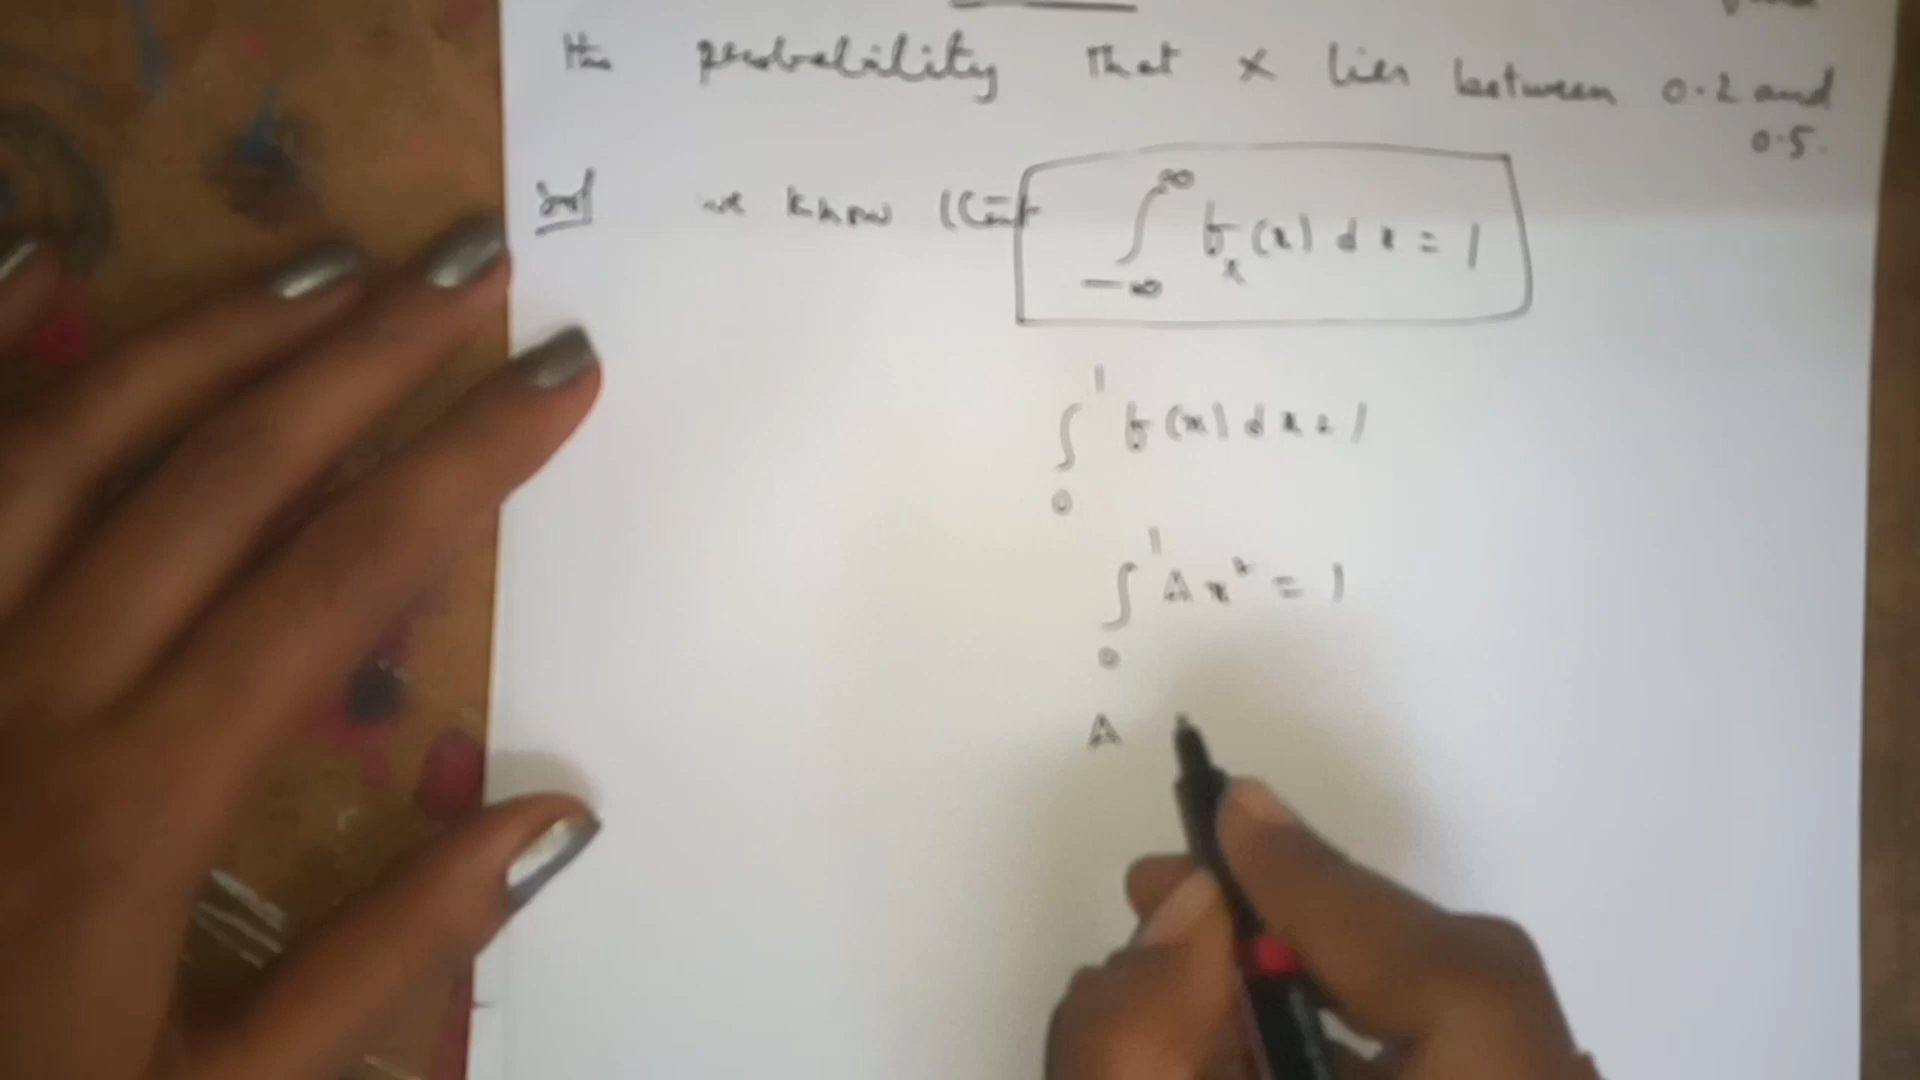 the probability that x lies between 0.2 and
0.5.
Sol we know
∫_{-∞}^{∞} f_x(x) dx = 1
∫_0^1 f(x) dx = 1
∫_0^1 Ax² = 1
A